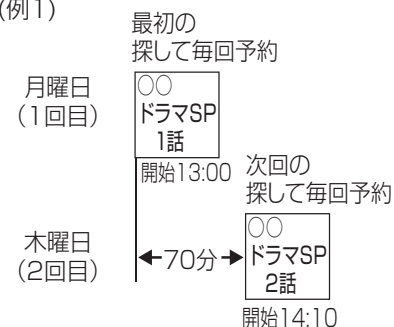 (例1)
最初の
探して毎回予約
月曜日
(1回目)
○○
ドラマSP
1話
開始13:00
次回の
探して毎回予約
木曜日
(2回目)
70分
○○
ドラマSP
2話
開始14:10